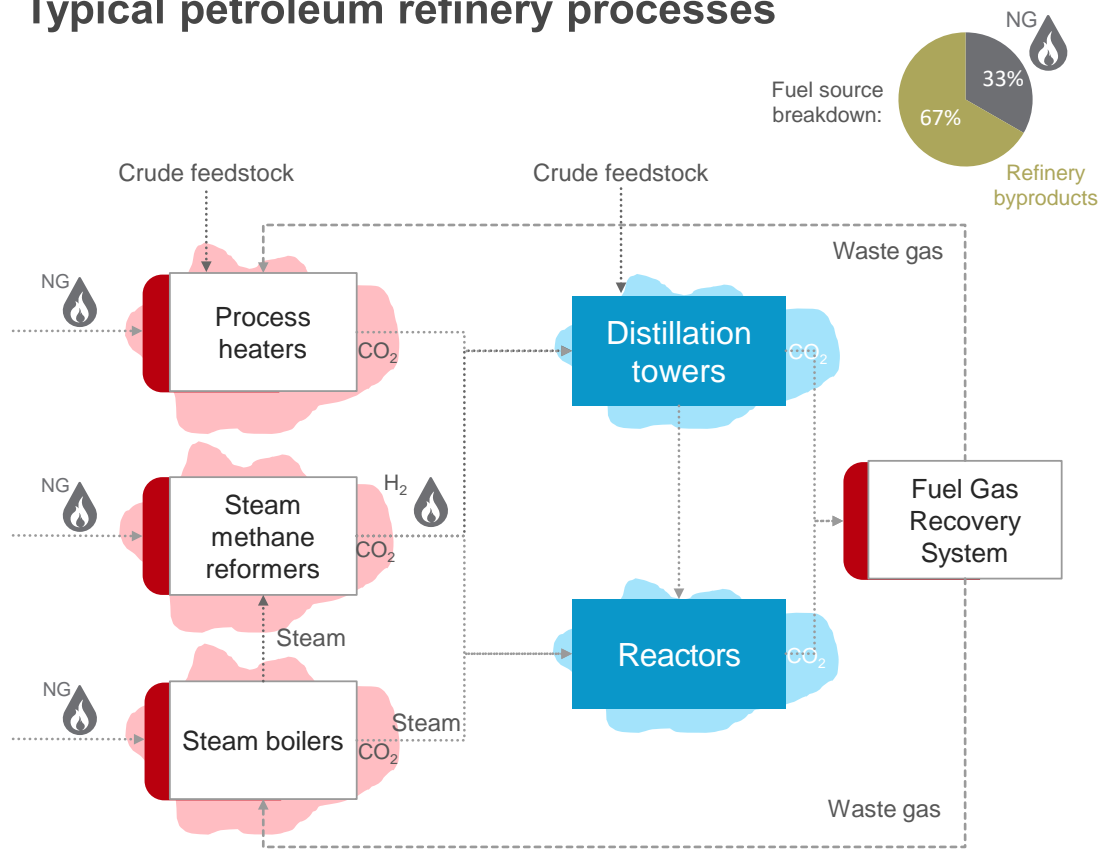 Typical petroleum refinery processes
NG
33%
67%
Fuel source
breakdown:
Refinery
byproducts
Crude feedstock
Crude feedstock
Waste gas
NG
Process
heaters
CO₂
Distillation
towers
CO₂
NG
Steam
methane
reformers
H₂
CO₂
Fuel Gas
Recovery
System
Steam
Reactors
CO₂
NG
Steam boilers
Steam
CO₂
Waste gas